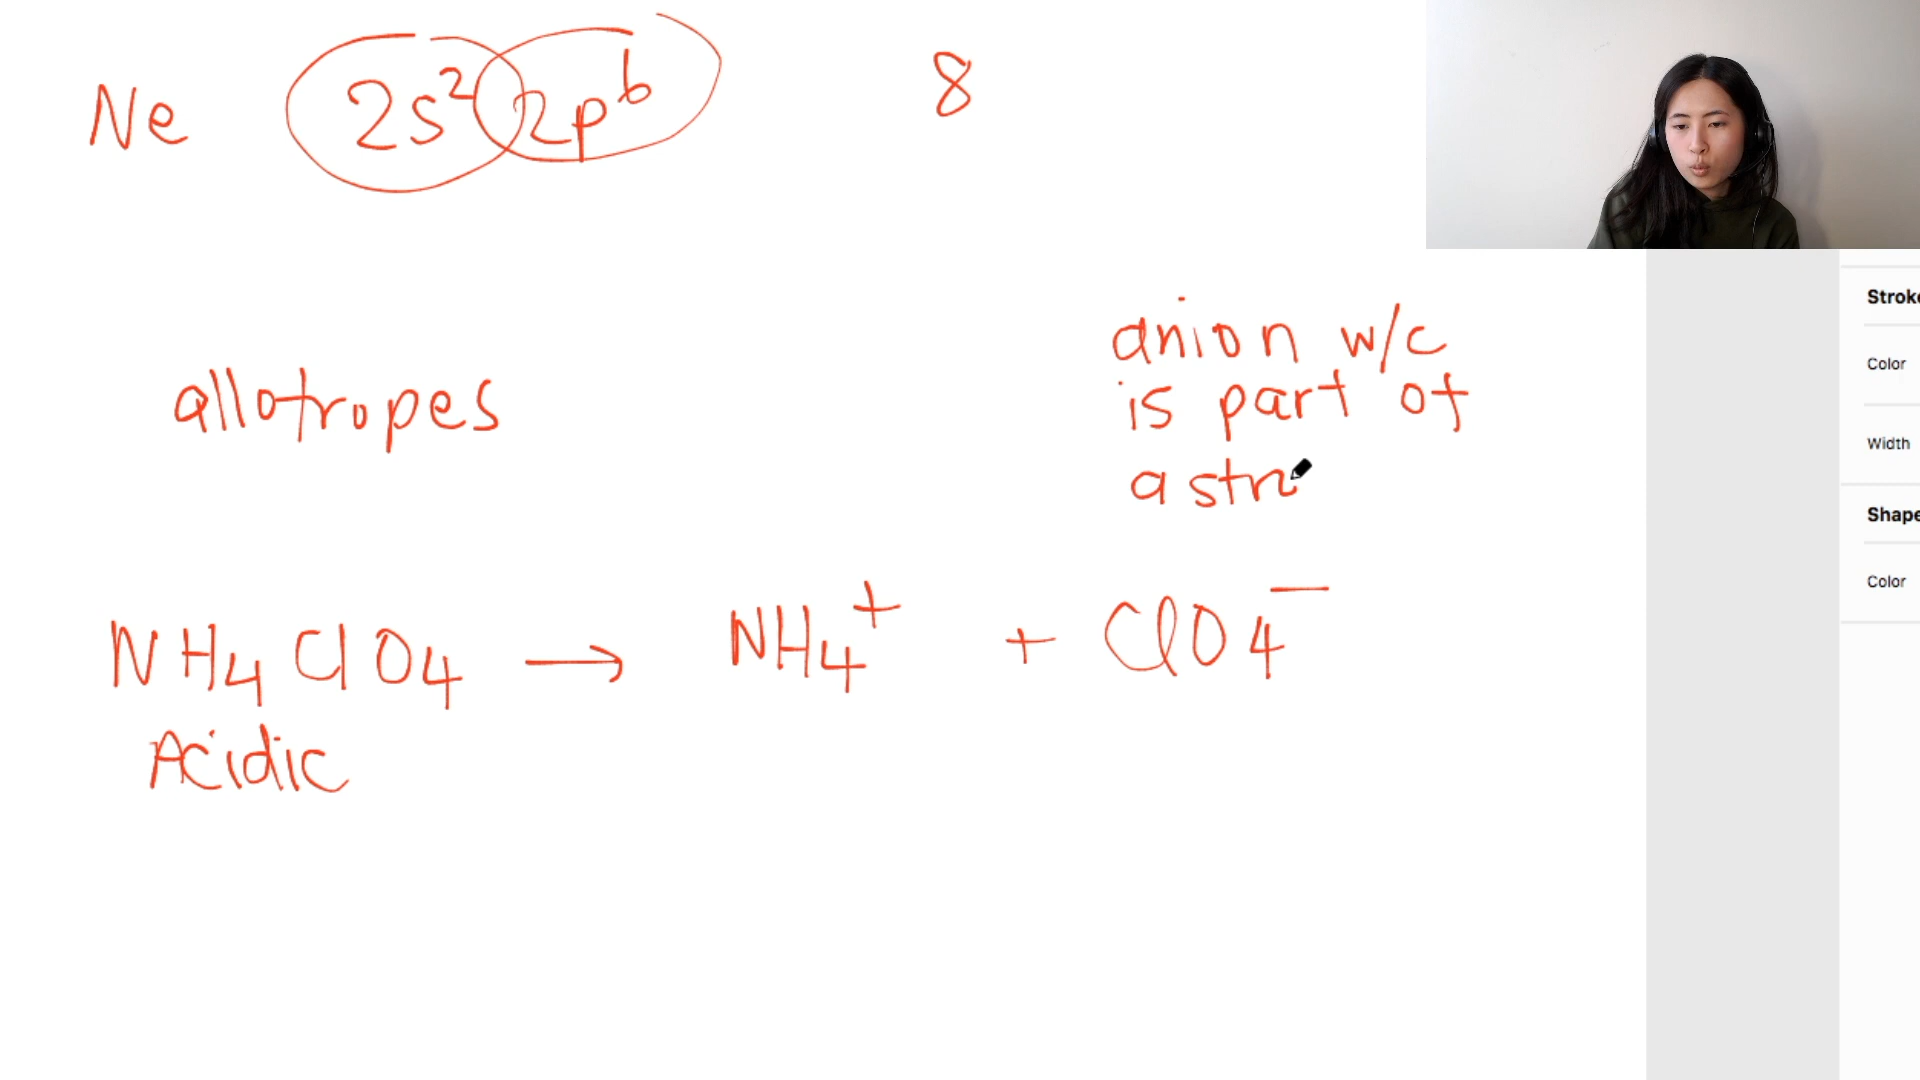 Ne 2s² 2p⁶ 8
anion w/c
is part of
a str
allotropes
NH4ClO4 → NH4⁺ + ClO4⁻
Acidic
Stroke
Color
Width
Shape
Color